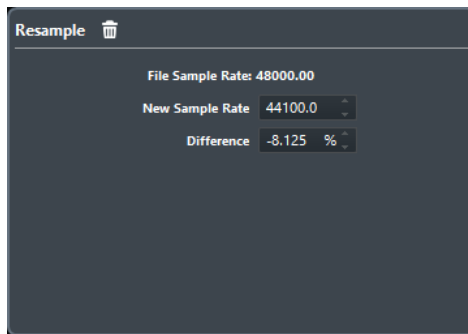 Resample
File Sample Rate: 48000.00
New Sample Rate 44100.0
Difference -8.125 %